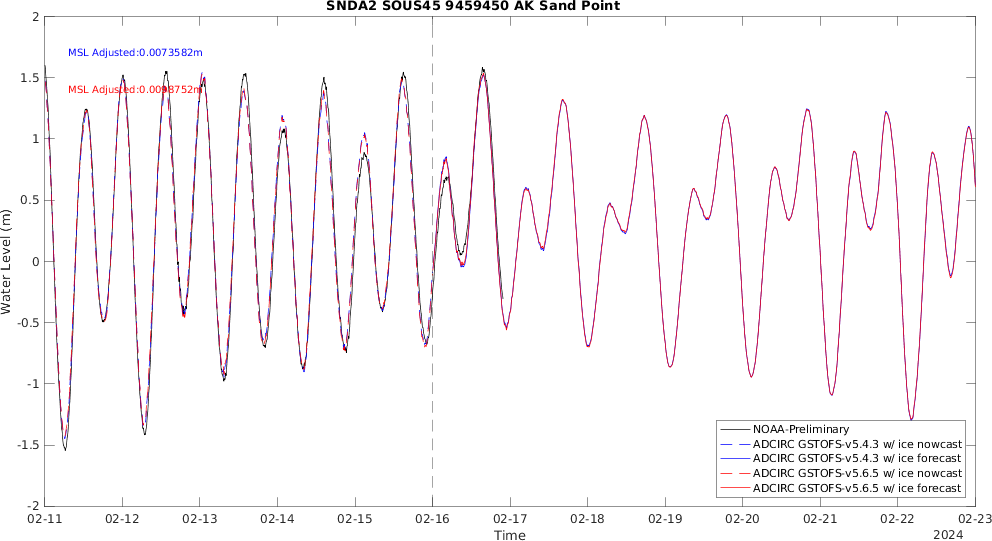 SNDA2 SOUS45 9459450 AK Sand Point
2
1.5
1
0.5
0
-0.5
-1
-1.5
-2
Water Level (m)
MSL Adjusted:0.0073582m
MSL Adjusted:0.0098752m
NOAA-Preliminary
ADCIRC GSTOFS-v5.4.3 w/ ice nowcast
ADCIRC GSTOFS-v5.4.3 w/ ice forecast
ADCIRC GSTOFS-v5.6.5 w/ ice nowcast
ADCIRC GSTOFS-v5.6.5 w/ ice forecast
02-11 02-12 02-13 02-14 02-15 02-16 02-17 02-18 02-19 02-20 02-21 02-22 02-23
Time
2024